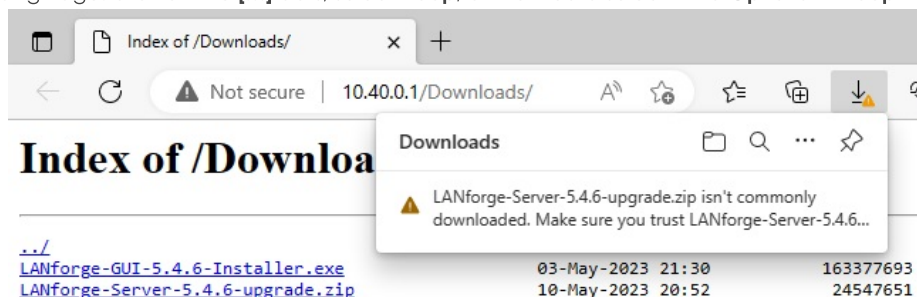 Index of /Downloads/
Not secure | 10.40.0.1/Downloads/
Index of /Downloa
Downloads
LANforge-Server-5.4.6-upgrade.zip isn't commonly
downloaded. Make sure you trust LANforge-Server-5.4.6...
../
LANforge-GUI-5.4.6-Installer.exe 03-May-2023 21:30 163377693
LANforge-Server-5.4.6-upgrade.zip 10-May-2023 20:52 24547651